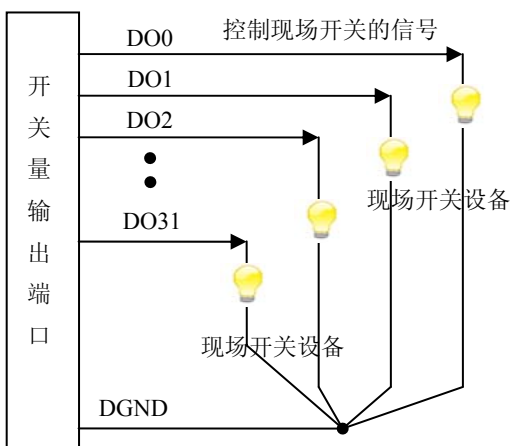 DO0
控制现场开关的信号
DO1
DO2
现场开关设备
DO31
现场开关设备
DGND
开
关
量
输
出
端
口